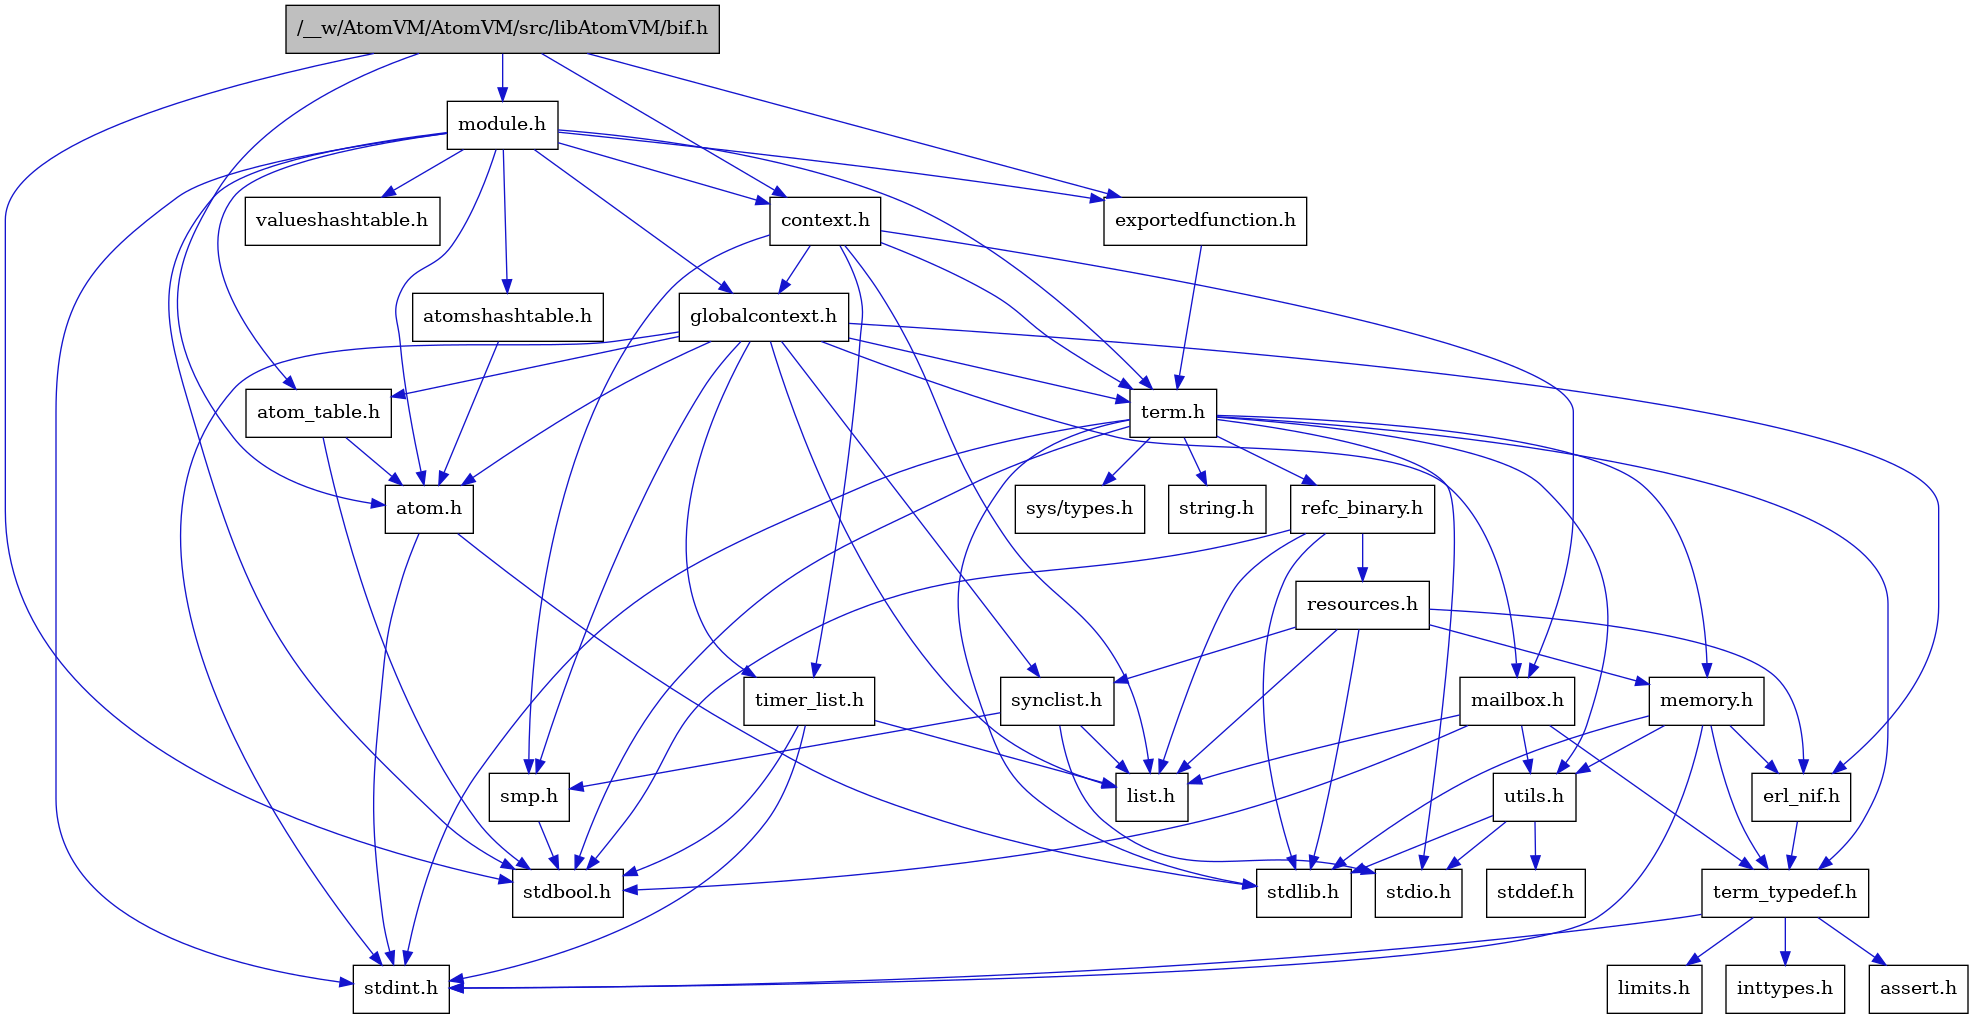 /__w/AtomVM/AtomVM/src/libAtomVM/bif.h
module.h
valueshashtable.h
context.h
exportedfunction.h
atomshashtable.h
globalcontext.h
atom_table.h
term.h
atom.h
sys/types.h
string.h
refc_binary.h
resources.h
timer_list.h
synclist.h
mailbox.h
memory.h
smp.h
list.h
utils.h
erl_nif.h
stdbool.h
stdlib.h
stdio.h
stddef.h
term_typedef.h
stdint.h
limits.h
inttypes.h
assert.h